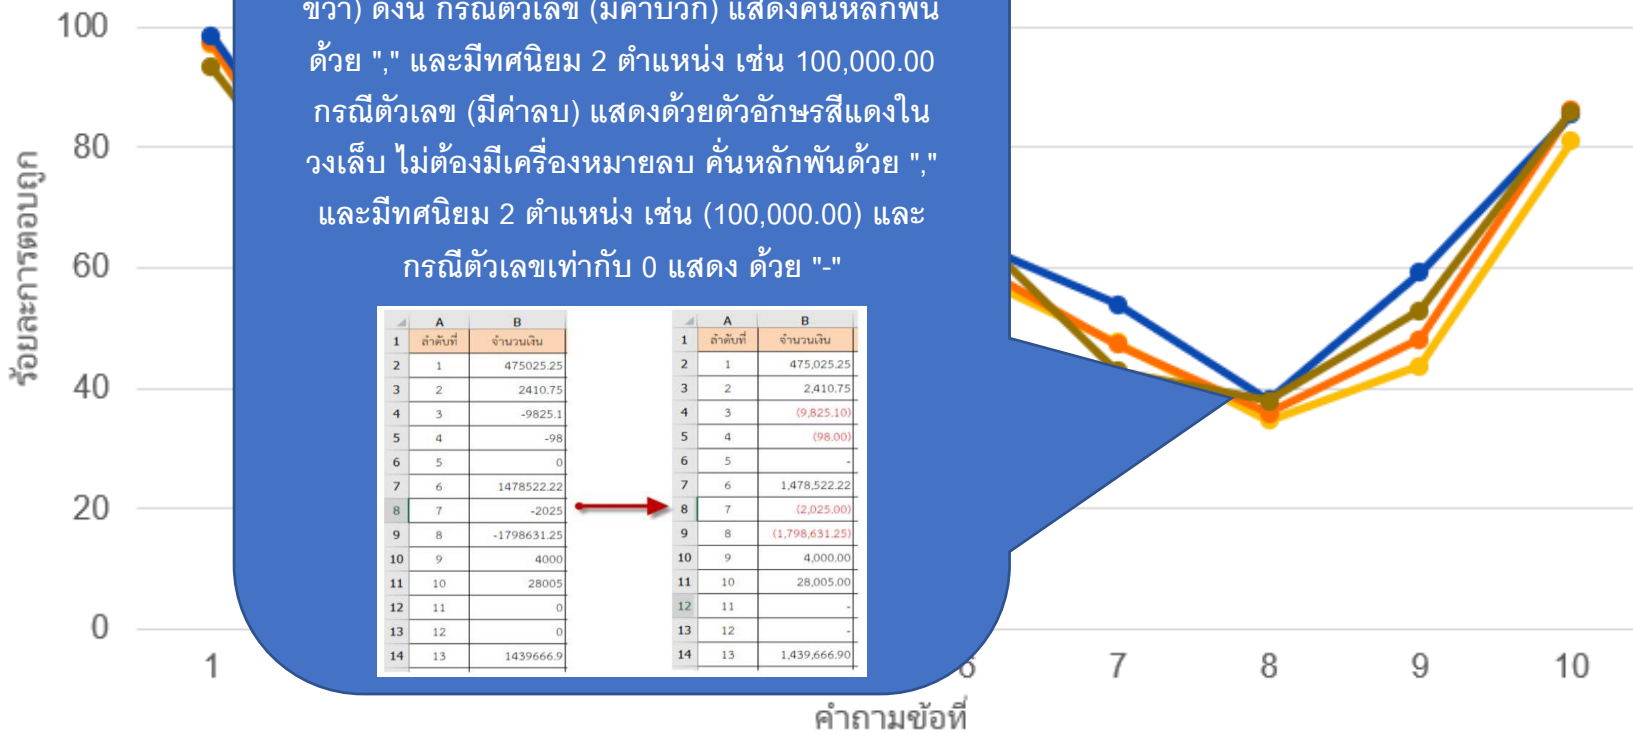 ขวา) ดังนี้ กรณีตัวเลข (มีค่าบวก) แสดงคั่นหลักพัน
ด้วย "," และมีทศนิยม 2 ตำแหน่ง เช่น 100,000.00
กรณีตัวเลข (มีค่าลบ) แสดงด้วยตัวอักษรสีแดงใน
วงเล็บ ไม่ต้องมีเครื่องหมายลบ คั่นหลักพันด้วย ","
และมีทศนิยม 2 ตำแหน่ง เช่น (100,000.00) และ
กรณีตัวเลขเท่ากับ 0 แสดง ด้วย "-"
A B
1 ลำดับที่ จำนวนเงิน
2 1 475025.25
3 2 2410.75
4 3 -9825.1
5 4 -98
6 5 0
7 6 1478522.22
8 7 -2025
9 8 -1798631.25
10 9 4000
11 10 28005
12 11 0
13 12 0
14 13 1439666.9
A B
1 ลำดับที่ จำนวนเงิน
2 1 475,025.25
3 2 2,410.75
4 3 (9,825.10)
5 4 (98.00)
6 5 -
7 6 1,478,522.22
8 7 (2,025.00)
9 8 (1,798,631.25)
10 9 4,000.00
11 10 28,005.00
12 11 -
13 12 -
14 13 1,439,666.90
ร้อยละการตอบถูก
100
80
60
40
20
0
1 6 7 8 9 10
คำถามข้อที่